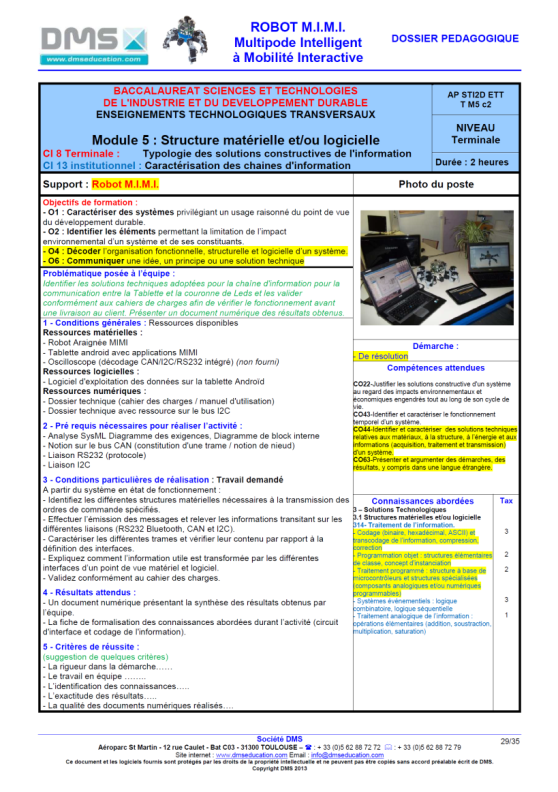 DMS
www.dmseducation.com
ROBOT M.I.M.I.
Multipode Intelligent
à Mobilité Interactive
DOSSIER PEDAGOGIQUE
BACCALAUREAT SCIENCES ET TECHNOLOGIES
DE L'INDUSTRIE ET DU DEVELOPPEMENT DURABLE
ENSEIGNEMENTS TECHNOLOGIQUES TRANSVERSAUX
Module 5 : Structure matérielle et/ou logicielle
CI 8 Terminale : Typologie des solutions constructives de l'information
CI 13 institutionnel : Caractérisation des chaines d'information
AP STI2D ETT
T M5 c2
NIVEAU
Terminale
Durée : 2 heures
Support : Robot M.I.M.I.
Photo du poste
Objectifs de formation :
- O1 : Caractériser des systèmes privilégiant un usage raisonné du point de vue
du développement durable.
- O2 : Identifier les éléments permettant la limitation de l'impact
environnemental d'un système et de ses constituants.
- O4 : Décoder l'organisation fonctionnelle, structurelle et logicielle d'un système.
- O6 : Communiquer une idée, un principe ou une solution technique
Problématique posée à l'équipe :
Identifier les solutions techniques adoptées pour la chaîne d'information pour la
communication entre la Tablette et la couronne de Leds et les valider
conformément aux cahiers de charges afin de vérifier le fonctionnement avant
une livraison au client. Présenter un document numérique des résultats obtenus.
1 - Conditions générales : Ressources disponibles
Ressources matérielles :
- Robot Araignée MIMI
- Tablette android avec applications MIMI
- Oscilloscope (décodage CAN/I2C/RS232 intégré) (non fourni)
Ressources logicielles :
- Logiciel d'exploitation des données sur la tablette Android
Ressources numériques :
- Dossier technique (cahier des charges / manuel d'utilisation)
- Dossier technique avec ressource sur le bus I2C
2 - Pré requis nécessaires pour réaliser l'activité :
- Analyse SysML Diagramme des exigences, Diagramme de block interne
- Notion sur le bus CAN (constitution d'une trame / notion de nieud)
- Liaison RS232 (protocole)
- Liaison I2C
3 - Conditions particulières de réalisation : Travail demandé
A partir du système en état de fonctionnement :
- Identifiez les différentes structures matérielles nécessaires à la transmission des
ordres de commande spécifiés.
- Effectuer l'émission des messages et relever les informations transitant sur les
différentes liaisons (RS232 Bluetooth, CAN et I2C).
- Caractériser les différentes trames et vérifier leur contenu par rapport à la
définition des interfaces.
- Expliquez comment l'information utile est transformée par les différentes
interfaces d'un point de vue matériel et logiciel.
- Validez conformément au cahier des charges.
4 - Résultats attendus :
- Un document numérique présentant la synthèse des résultats obtenus par
l'équipe.
- La fiche de formalisation des connaissances abordées durant l'activité (circuit
d'interface et codage de l'information).
5 - Critères de réussite :
(suggestion de quelques critères)
- La rigueur dans la démarche……
- Le travail en équipe ……..
- L'identification des connaissances…..
- L'exactitude des résultats…..
- La qualité des documents numériques réalisés….
Démarche :
- De résolution
Compétences attendues
CO22-Justifier les solutions constructives d'un système
au regard des impacts environnementaux et
économiques engendrés tout au long de son cycle de
vie.
CO43-Identifier et caractériser le fonctionnement
temporel d'un système.
CO44-Identifier et caractériser des solutions techniques
relatives aux matériaux, à la structure, à l'énergie et aux
informations (acquisition, traitement et transmission)
d'un système.
CO63-Présenter et argumenter des démarches, des
résultats, y compris dans une langue étrangère.
Connaissances abordées Tax
3 – Solutions Technologiques
3.1 Structures matérielles et/ou logicielle
314- Traitement de l'information.
- Codage (binaire, hexadécimal, ASCII) et 3
transcodage de l'information, compression,
correction
- Programmation objet : structures élémentaires 2
de classe, concept d'instanciation
- Traitement programmé : structure à base de 2
microcontrôleurs et structures spécialisées
(composants analogiques et/ou numériques
programmables)
- Systèmes événementiels : logique 3
combinatoire, logique séquentielle
- Traitement analogique de l'information : 1
opérations élémentaires (addition, soustraction,
multiplication, saturation)
Société DMS
Aéroparc St Martin - 12 rue Caulet - Bat C03 - 31300 TOULOUSE – ☎ : + 33 (0)5 62 88 72 72 : + 33 (0)5 62 88 72 79
Site internet : www.dmseducation.com Email : info@dmseducation.com
Ce document et les logiciels fournis sont protégés par les droits de la propriété intellectuelle et ne peuvent pas être copiés sans accord préalable écrit de DMS.
Copyright DMS 2013
29/35